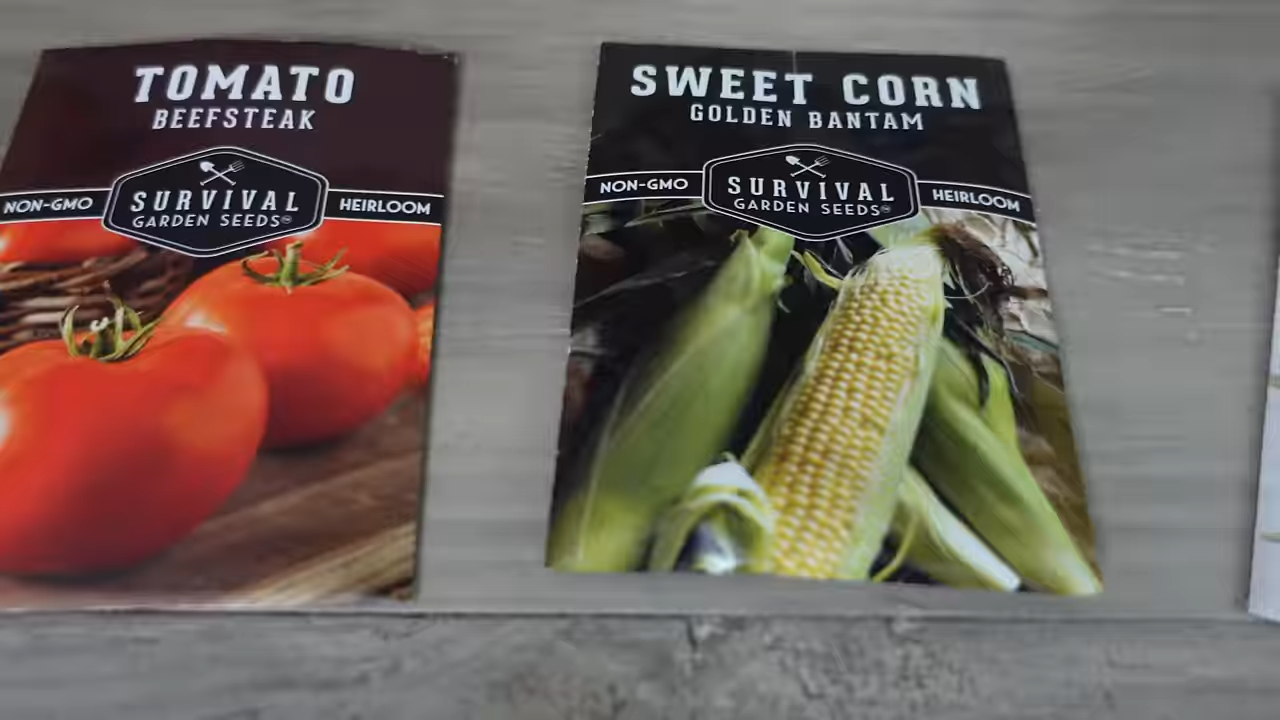 TOMATO
BEEFSTEAK
NON-GMO
SURVIVAL
GARDEN SEEDS
HEIRLOOM
SWEET CORN
GOLDEN BANTAM
NON-GMO
SURVIVAL
GARDEN SEEDS
HEIRLOOM